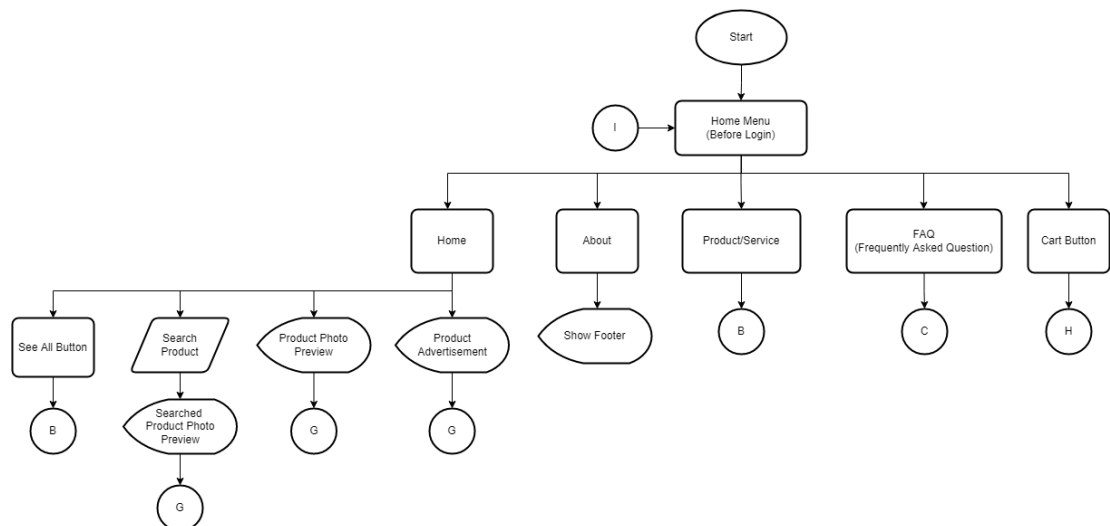 Start
I
Home Menu
(Before Login)
Home
About
Product/Service
FAQ
(Frequently Asked Question)
Cart Button
See All Button
Search
Product
Product Photo
Preview
Product
Advertisement
Show Footer
B
C
H
B
Searched
Product Photo
Preview
G
G
G